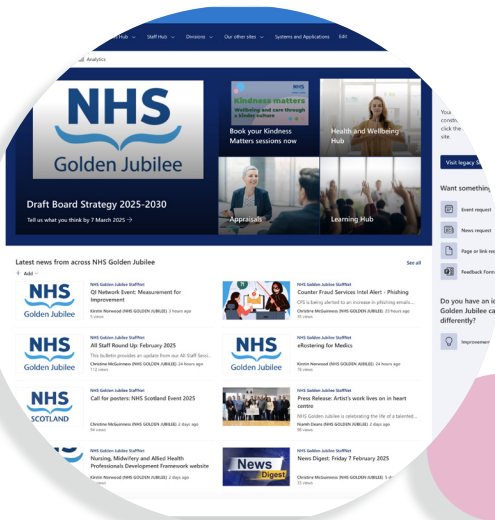 Hub
Staff Hub
Divisions
Our other sites
Systems and Applications
Edit
Analytics
NHS
Golden Jubilee
Draft Board Strategy 2025-2030
Tell us what you think by 7 March 2025 →
Kindness matters
Wellbeing and care through
a kinder culture
Book your Kindness
Matters sessions now
Health and Wellbeing
Hub
Appraisals
Learning Hub
Latest news from across NHS Golden Jubilee
See all
+ Add
NHS
Golden Jubilee
NHS Golden Jubilee StaffNet
QI Network Event: Measurement for
Improvement
Kirstie Norwood (NHS GOLDEN JUBILEE) 3 hours ago
5 views
NHS Golden Jubilee StaffNet
Counter Fraud Services Intel Alert - Phishing
CFS is being alerted to an increase in phishing emails...
Christine McGuinness (NHS GOLDEN JUBILEE) 23 hours ago
35 views
NHS
Golden Jubilee
NHS Golden Jubilee StaffNet
All Staff Round Up: February 2025
This bulletin provides an update from our All Staff Sessi...
Christine McGuinness (NHS GOLDEN JUBILEE) 24 hours ago
112 views
NHS
Golden Jubilee
NHS Golden Jubilee StaffNet
eRostering for Medics
Kirstie Norwood (NHS GOLDEN JUBILEE) 24 hours ago
78 views
NHS
SCOTLAND
NHS Golden Jubilee StaffNet
Call for posters: NHS Scotland Event 2025
Christine McGuinness (NHS GOLDEN JUBILEE) 2 days ago
94 views
NHS Golden Jubilee StaffNet
Press Release: Artist's work lives on in heart
centre
NHS Golden Jubilee is celebrating the life of a talented...
Niamh Deans (NHS GOLDEN JUBILEE) 2 days ago
90 views
Golden Jubilee
NHS Golden Jubilee StaffNet
Nursing, Midwifery and Allied Health
Professionals Development Framework website
(NHS GOLDEN JUBILEE) 2 days ago
News
Digest
NHS Golden Jubilee StaffNet
News Digest: Friday 7 February 2025
Christine McGuinness (NHS GOLDEN JUBILEE)
You
constr
click the
site.
Visit legacy S
Want something
Event request
News request
Page or link req
Feedback Form
Do you have an id
Golden Jubilee ca
differently?
Improvement